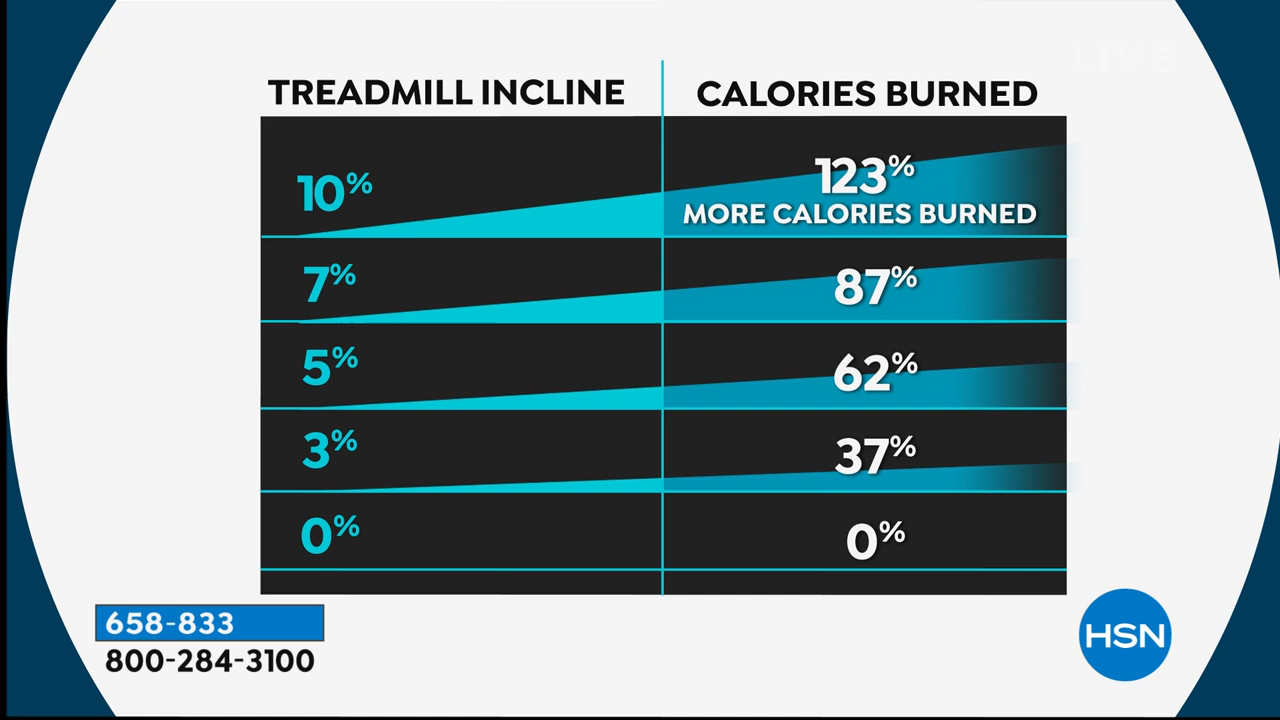 LIVE
TREADMILL INCLINE CALORIES BURNED
10% 123%
MORE CALORIES BURNED
7% 87%
5% 62%
3% 37%
0% 0%
658-833
800-284-3100
HSN